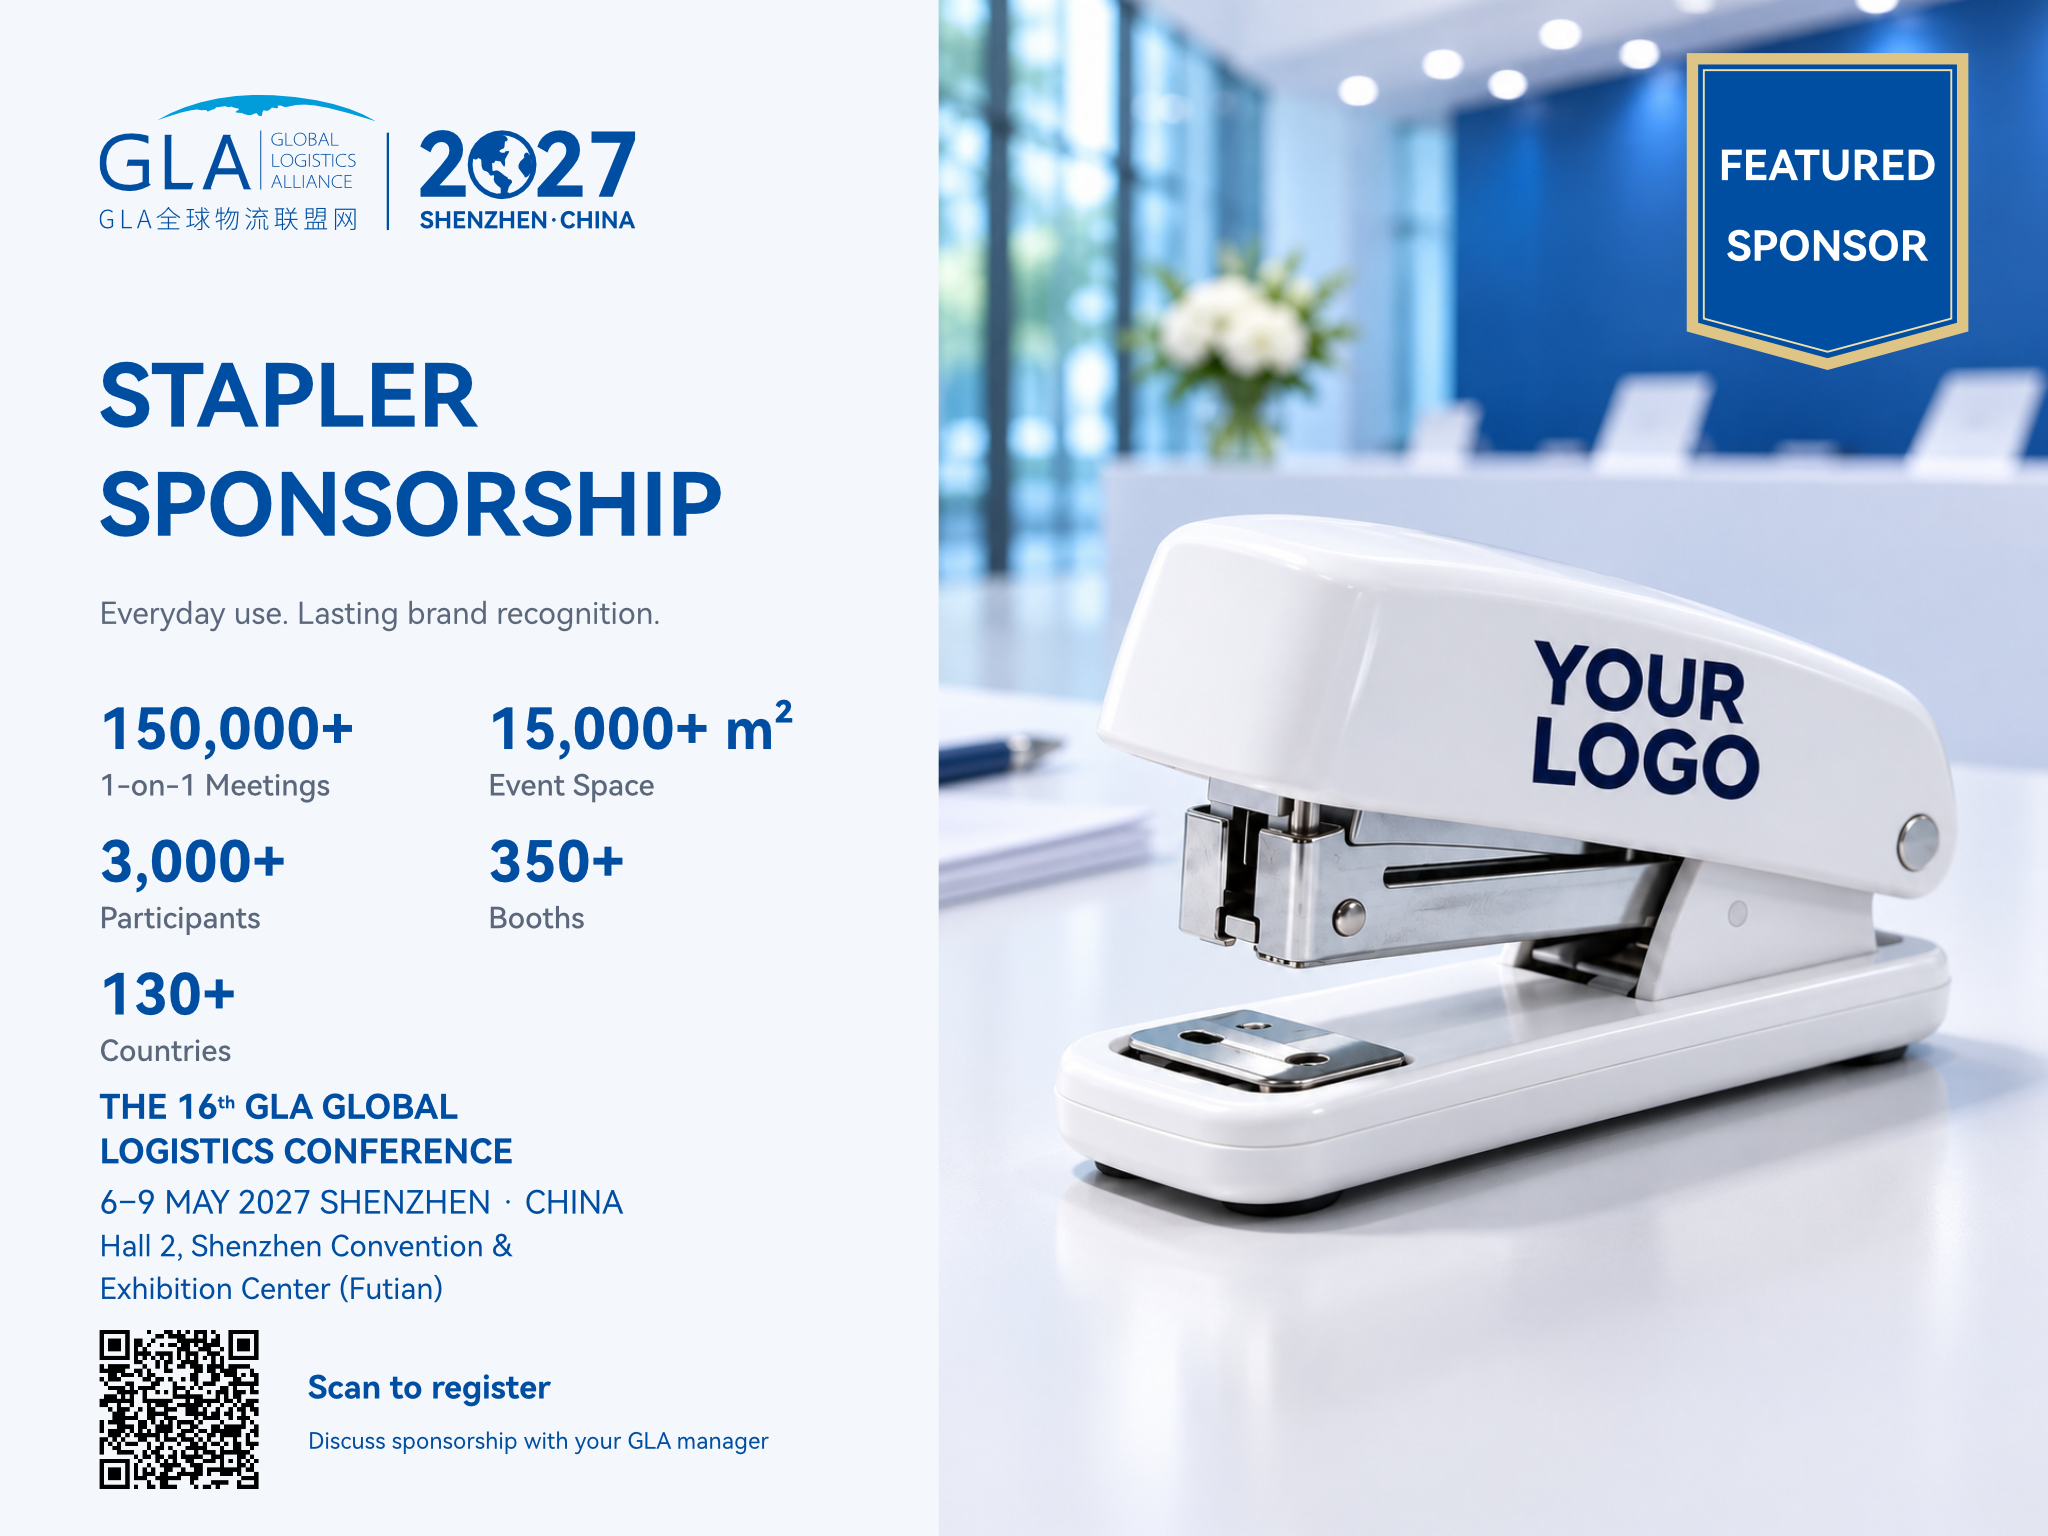 GLA
GLOBAL
LOGISTICS
ALLIANCE
GLA全球物流联盟网
2027
SHENZHEN·CHINA
FEATURED
SPONSOR
STAPLER
SPONSORSHIP
Everyday use. Lasting brand recognition.
150,000+
1-on-1 Meetings
15,000+ m²
Event Space
3,000+
Participants
350+
Booths
130+
Countries
YOUR
LOGO
THE 16th GLA GLOBAL
LOGISTICS CONFERENCE
6–9 MAY 2027 SHENZHEN · CHINA
Hall 2, Shenzhen Convention &
Exhibition Center (Futian)
Scan to register
Discuss sponsorship with your GLA manager